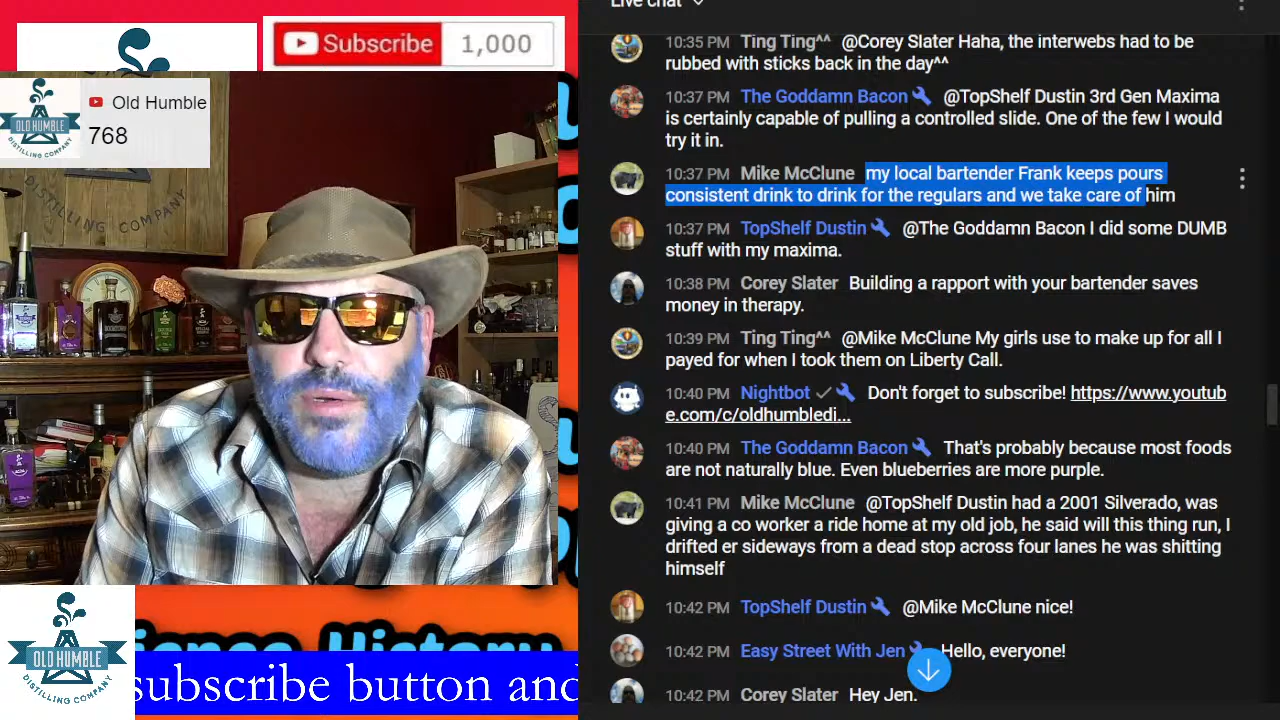 Subscribe
1,000
Old Humble
768
OLD HUMBLE
DISTILLING COMPANY
DISTILLING COMPANY
OLD HUMBLE
DISTILLING COMPANY
subscribe button and
Live chat
10:35 PM Ting Ting^^ @Corey Slater Haha, the interwebs had to be
rubbed with sticks back in the day^^
10:37 PM The Goddamn Bacon @TopShelf Dustin 3rd Gen Maxima
is certainly capable of pulling a controlled slide. One of the few I would
try it in.
10:37 PM Mike McClune my local bartender Frank keeps pours
consistent drink to drink for the regulars and we take care of him
10:37 PM TopShelf Dustin @The Goddamn Bacon I did some DUMB
stuff with my maxima.
10:38 PM Corey Slater Building a rapport with your bartender saves
money in therapy.
10:39 PM Ting Ting^^ @Mike McClune My girls use to make up for all I
payed for when I took them on Liberty Call.
10:40 PM Nightbot Don't forget to subscribe! https://www.youtub
e.com/c/oldhumbledi...
10:40 PM The Goddamn Bacon That's probably because most foods
are not naturally blue. Even blueberries are more purple.
10:41 PM Mike McClune @TopShelf Dustin had a 2001 Silverado, was
giving a co worker a ride home at my old job, he said will this thing run, I
drifted er sideways from a dead stop across four lanes he was shitting
himself
10:42 PM TopShelf Dustin @Mike McClune nice!
10:42 PM Easy Street With Jen Hello, everyone!
10:42 PM Corey Slater Hey Jen.